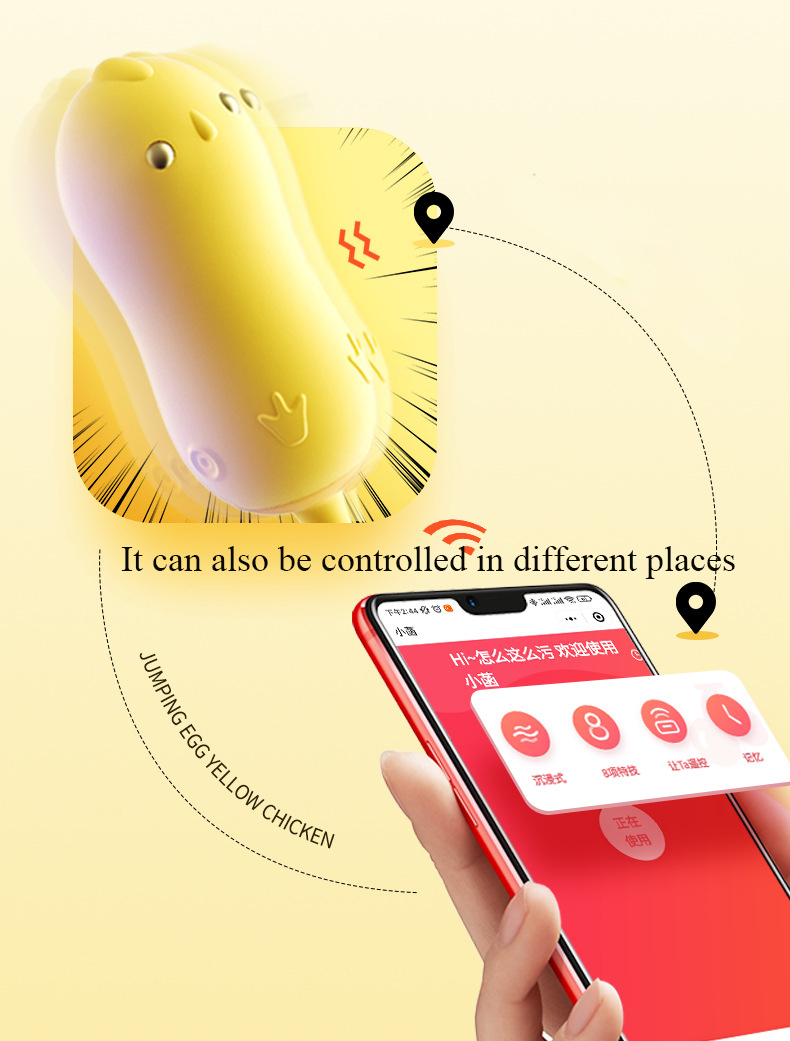 It can also be controlled in different places
下午2:44
小菡
Hi~怎么这么污 欢迎使用
小菡
沉浸式
8项特技
让Ta遥控
记忆
正在
使用
JUMPING EGG YELLOW CHICKEN